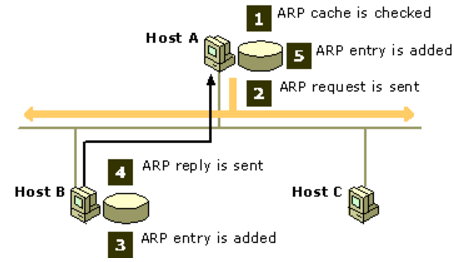 1 ARP cache is checked
Host A
5 ARP entry is added
2 ARP request is sent
4 ARP reply is sent
Host B
Host C
3 ARP entry is added